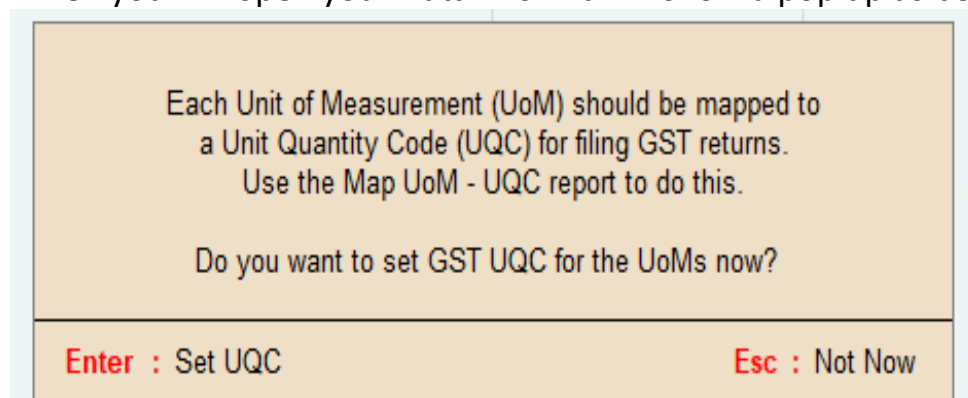 Each Unit of Measurement (UoM) should be mapped to
a Unit Quantity Code (UQC) for filing GST returns.
Use the Map UoM - UQC report to do this.
Do you want to set GST UQC for the UoMs now?
Enter : Set UQC Esc : Not Now